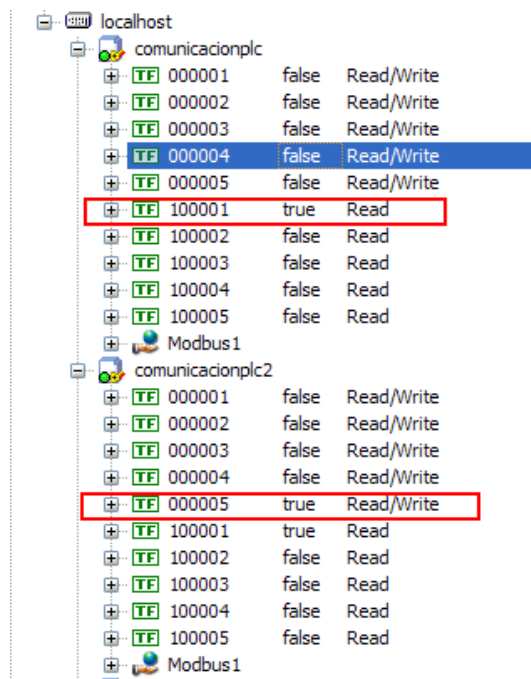 localhost
comunicacionplc
TF 000001 false Read/Write
TF 000002 false Read/Write
TF 000003 false Read/Write
TF 000004 false Read/Write
TF 000005 false Read/Write
TF 100001 true Read
TF 100002 false Read
TF 100003 false Read
TF 100004 false Read
TF 100005 false Read
Modbus1
comunicacionplc2
TF 000001 false Read/Write
TF 000002 false Read/Write
TF 000003 false Read/Write
TF 000004 false Read/Write
TF 000005 true Read/Write
TF 100001 true Read
TF 100002 false Read
TF 100003 false Read
TF 100004 false Read
TF 100005 false Read
Modbus1